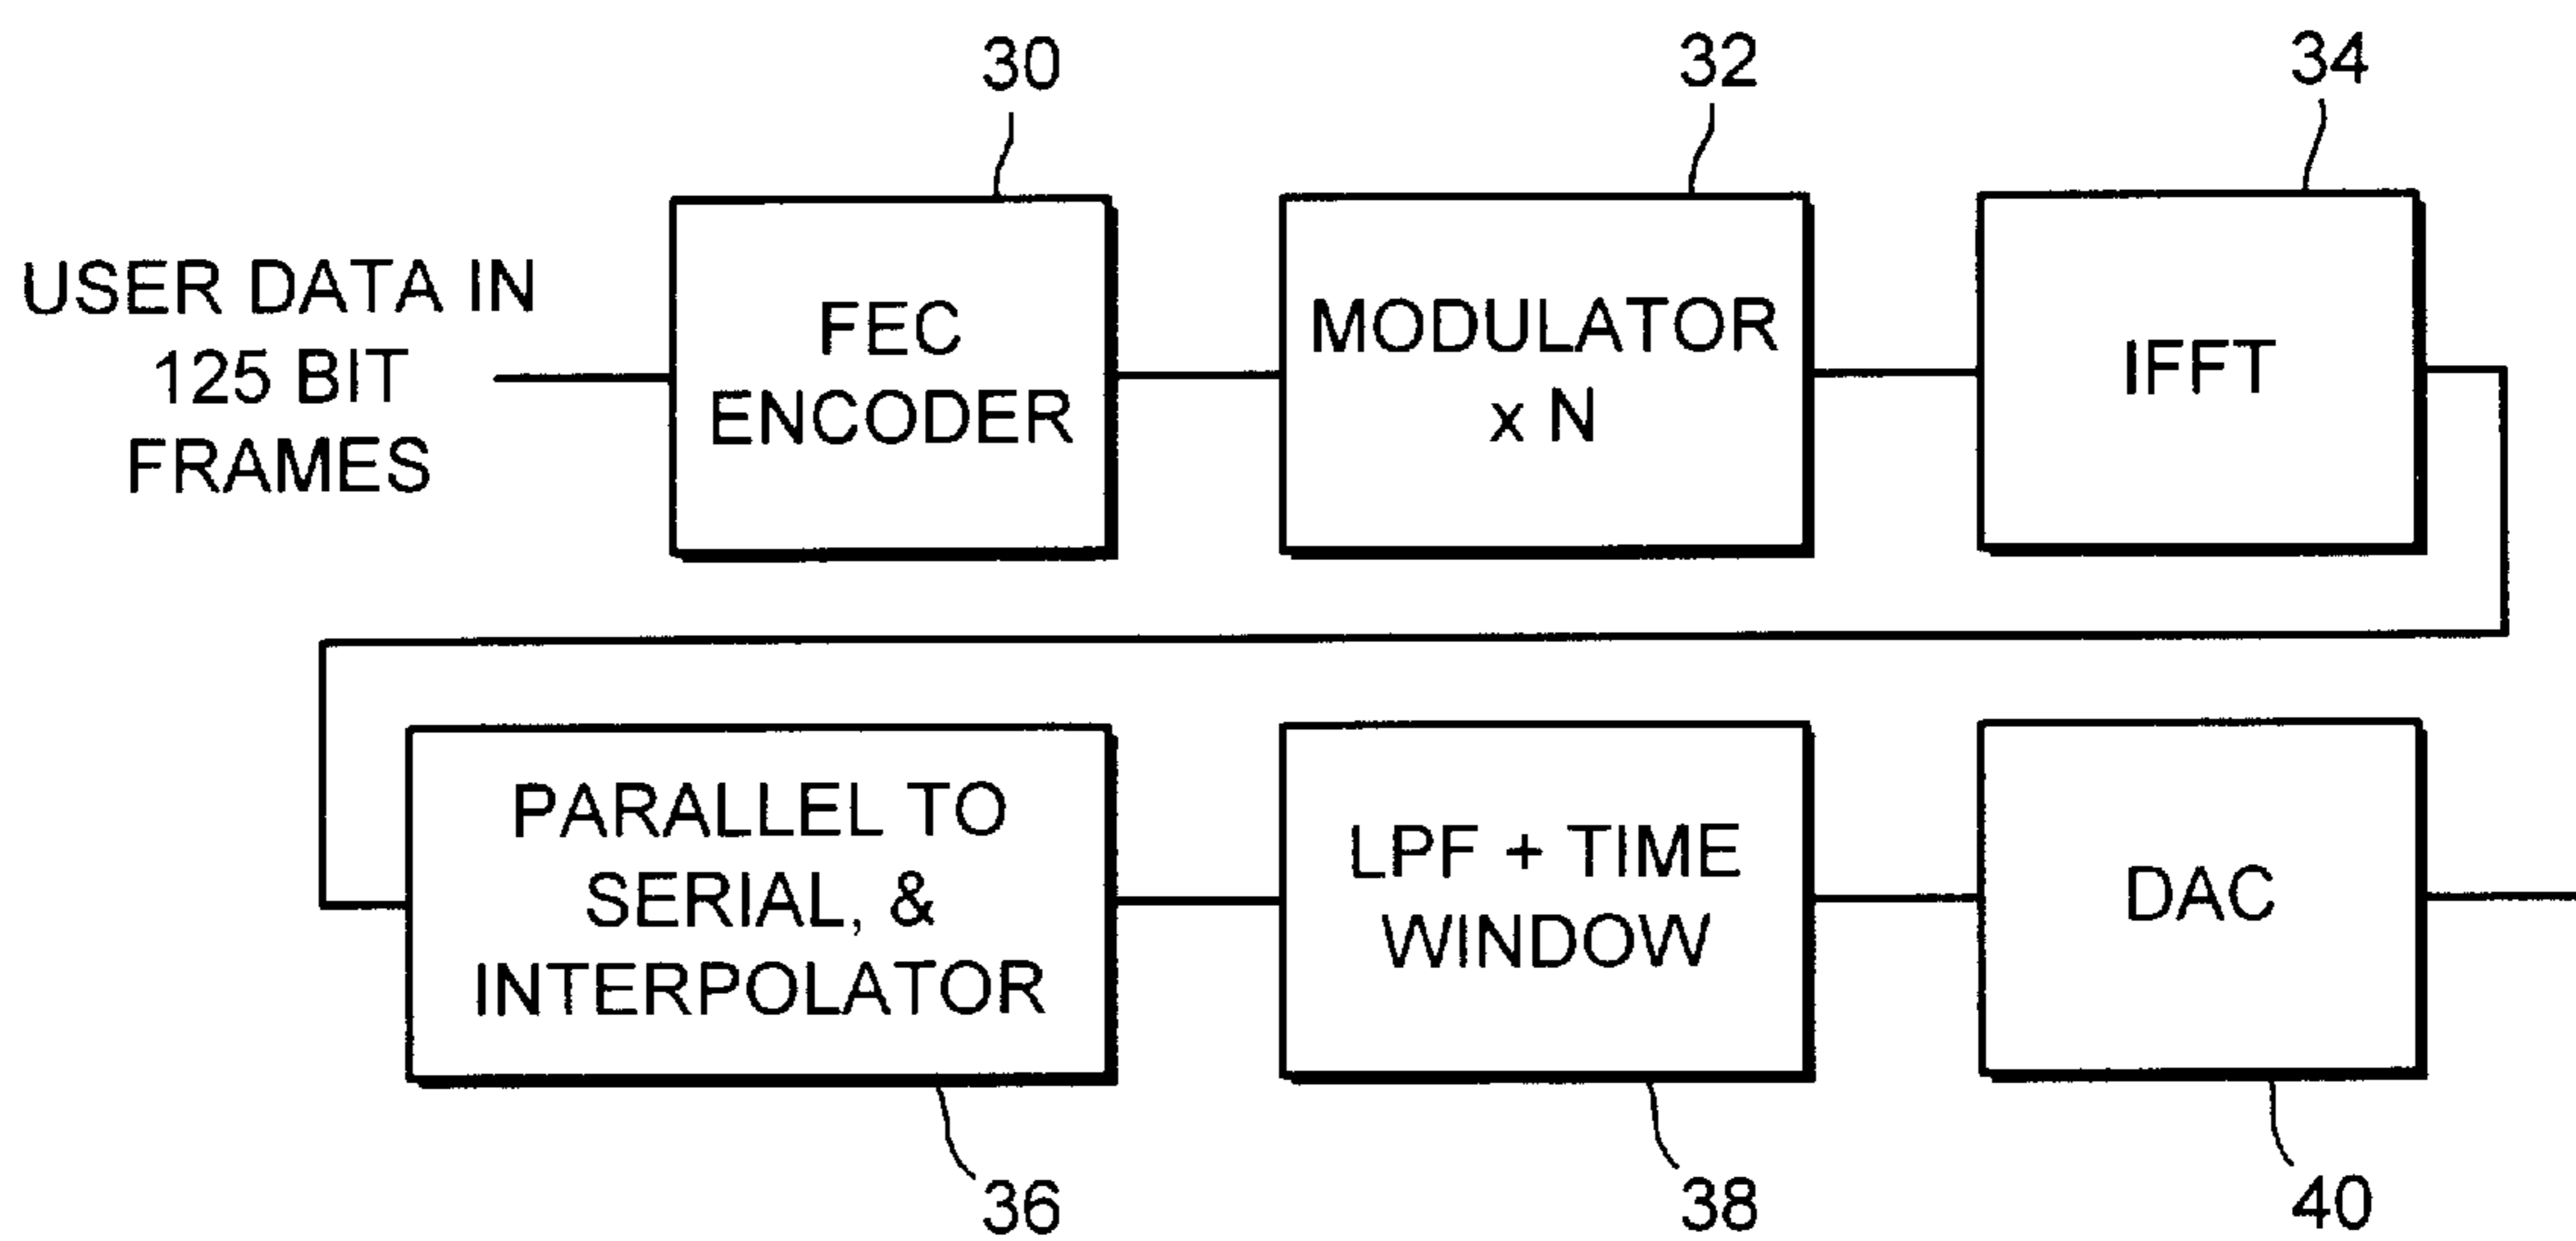 30
32
34
USER DATA IN
125 BIT
FRAMES
FEC
ENCODER
MODULATOR
x N
IFFT
PARALLEL TO
SERIAL, &
INTERPOLATOR
LPF + TIME
WINDOW
DAC
36
38
40